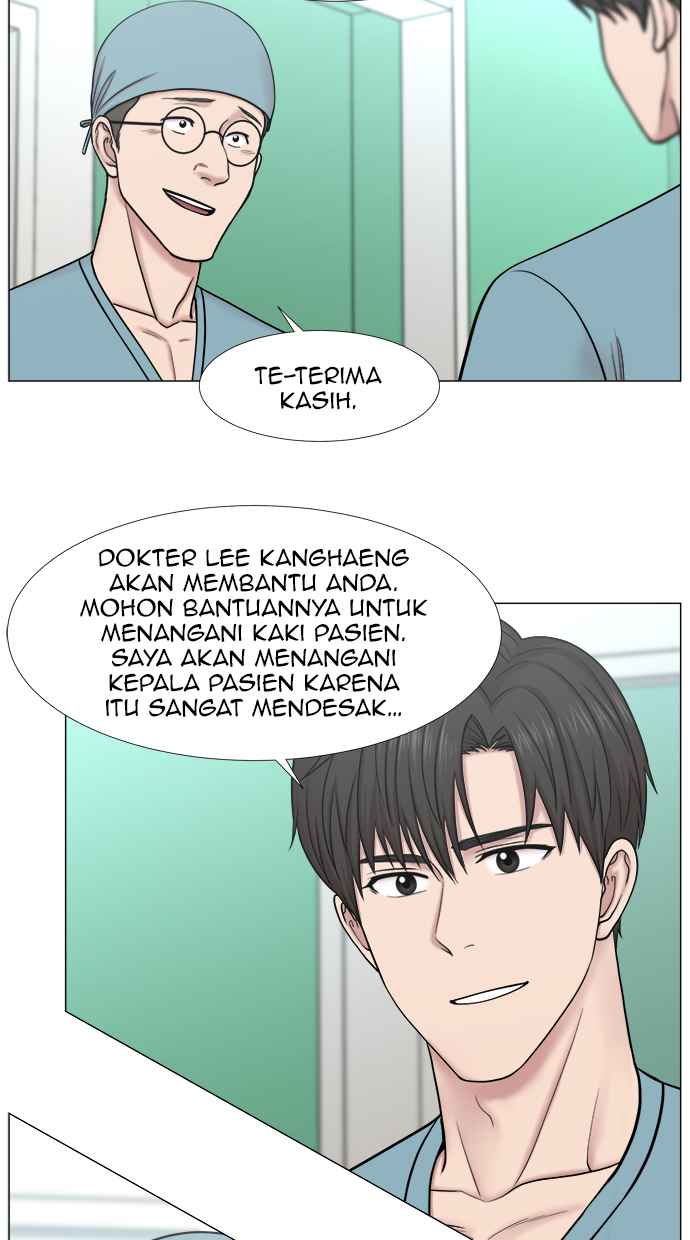 TE-TERIMA
KASIH.
DOKTER LEE KANGHAENG
AKAN MEMBANTU ANDA.
MOHON BANTUANNYA UNTUK
MENANGANI KAKI PASIEN.
SAYA AKAN MENANGANI
KEPALA PASIEN KARENA
ITU SANGAT MENDESAK...